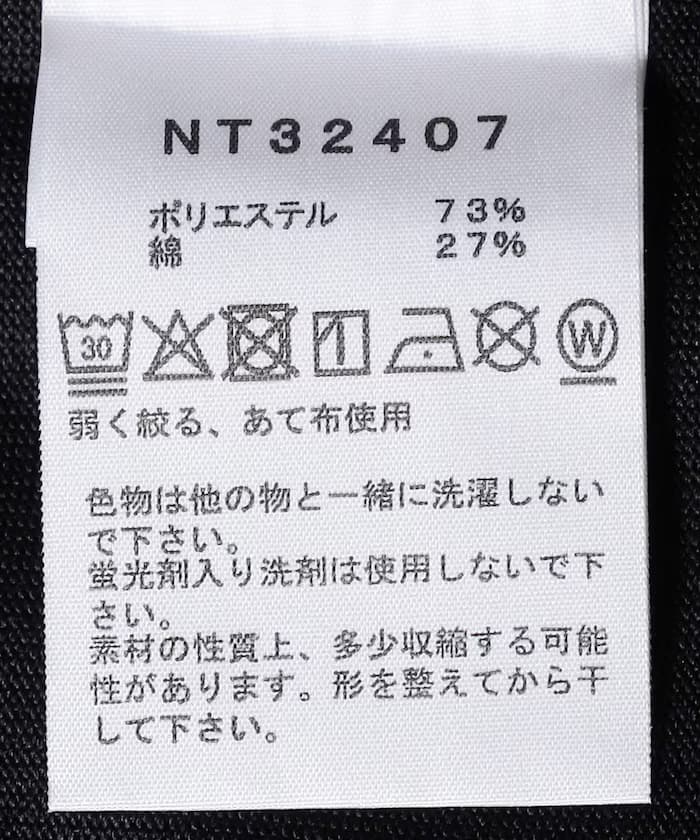 NT32407
ポリエステル 73%
綿 27%
30 W
弱く絞る、あて布使用
色物は他の物と一緒に洗濯しない
で下さい。
蛍光剤入り洗剤は使用しないで下
さい。
素材の性質上、多少収縮する可能
性があります。形を整えてから干
して下さい。